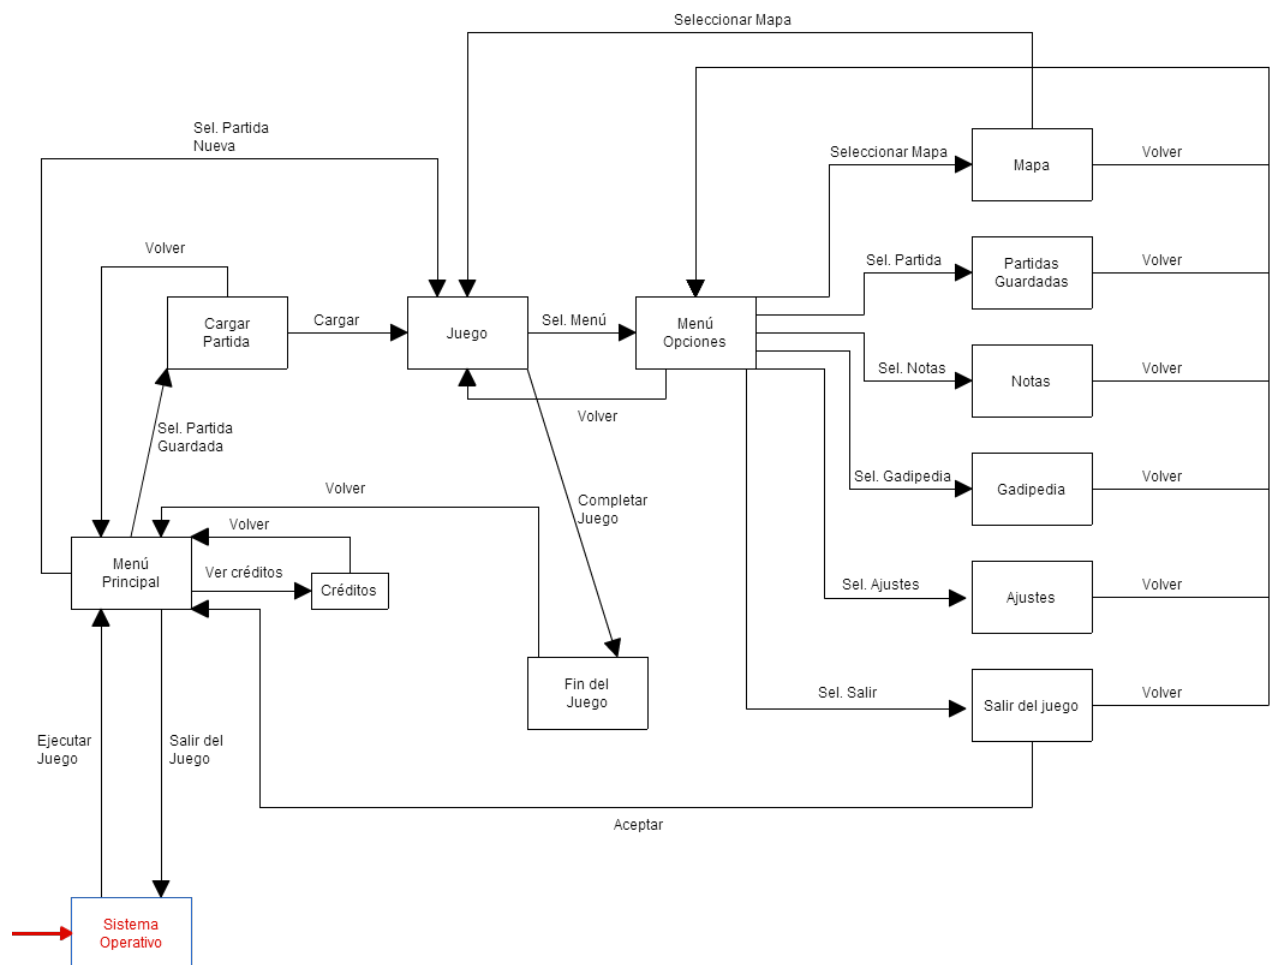 Seleccionar Mapa
Sel. Partida
Nueva
Seleccionar Mapa
Mapa
Volver
Volver
Sel. Partida
Partidas
Guardadas
Volver
Cargar
Partida
Cargar
Juego
Sel. Menú
Menú
Opciones
Sel. Notas
Notas
Volver
Volver
Sel. Partida
Guardada
Sel. Gadipedia
Gadipedia
Volver
Volver
Completar
Juego
Volver
Menú
Principal
Ver créditos
Créditos
Sel. Ajustes
Ajustes
Volver
Fin del
Juego
Sel. Salir
Salir del juego
Volver
Ejecutar
Juego
Salir del
Juego
Aceptar
Sistema
Operativo